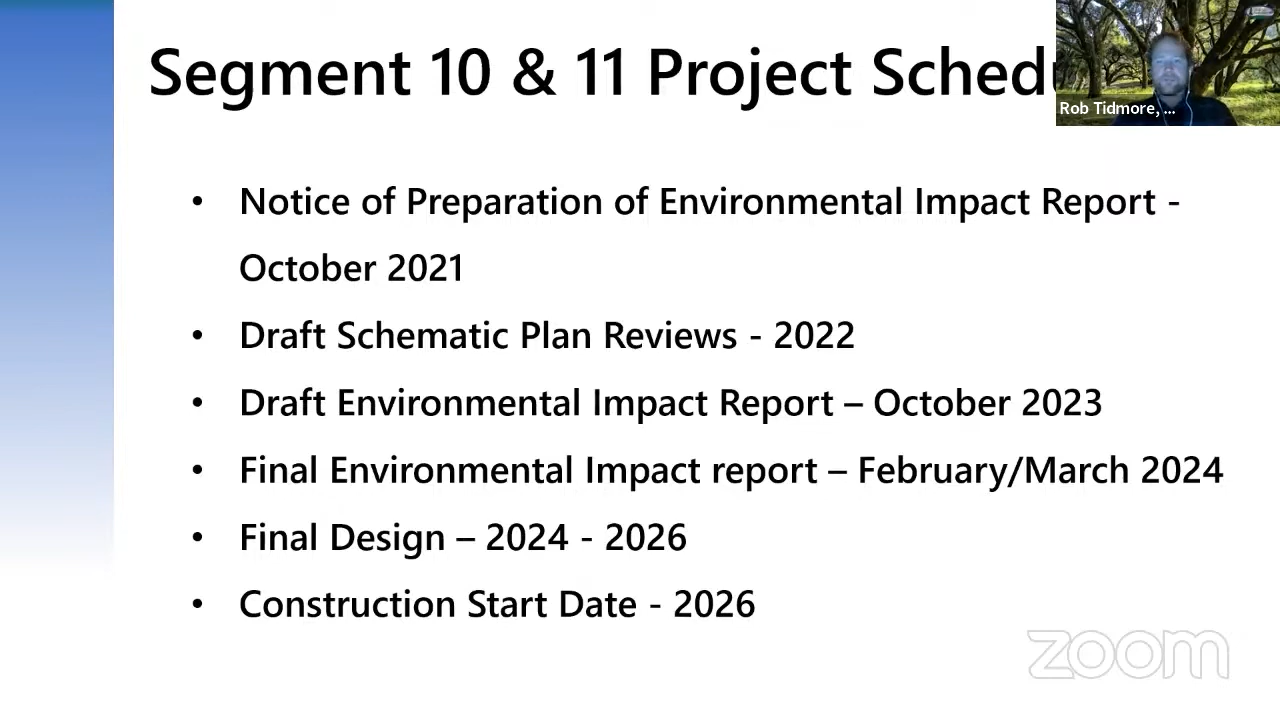 Segment 10 & 11 Project Schedu
Rob Tidmore, ...
• Notice of Preparation of Environmental Impact Report -
October 2021
• Draft Schematic Plan Reviews - 2022
• Draft Environmental Impact Report – October 2023
• Final Environmental Impact report – February/March 2024
• Final Design – 2024 - 2026
• Construction Start Date - 2026
zoom